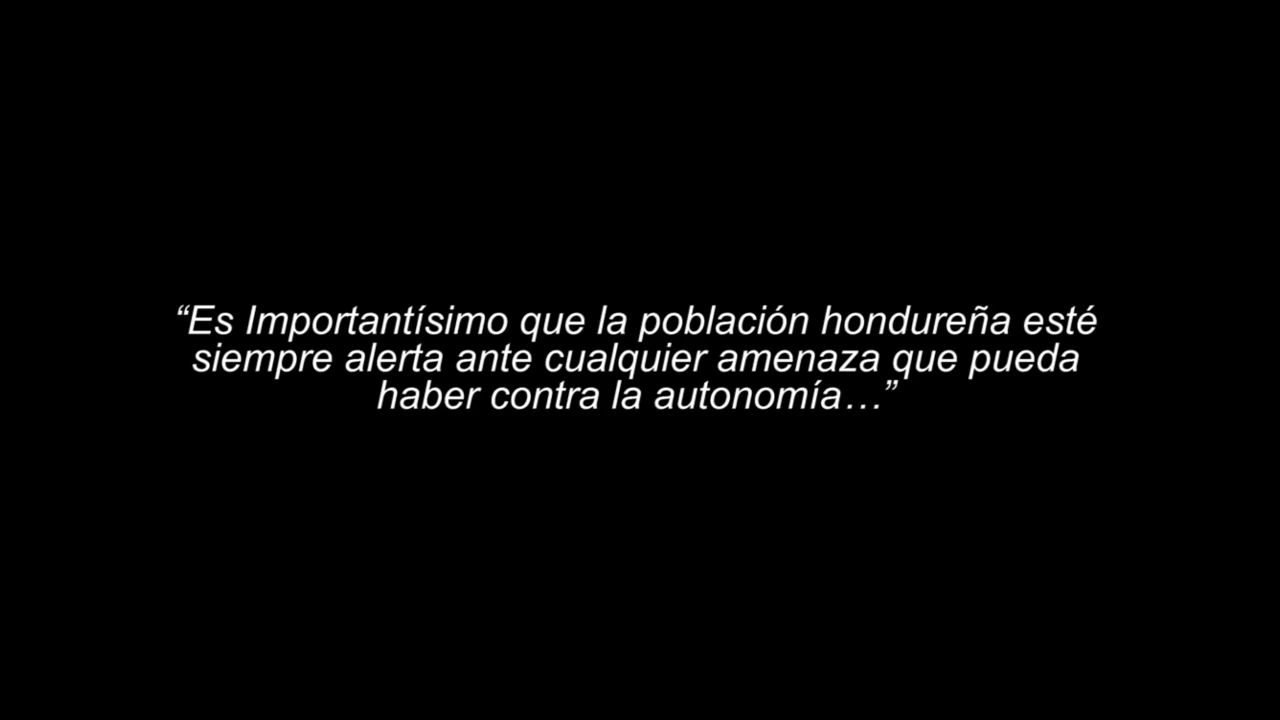 “Es Importantísimo que la población hondureña esté
siempre alerta ante cualquier amenaza que pueda
haber contra la autonomía…”